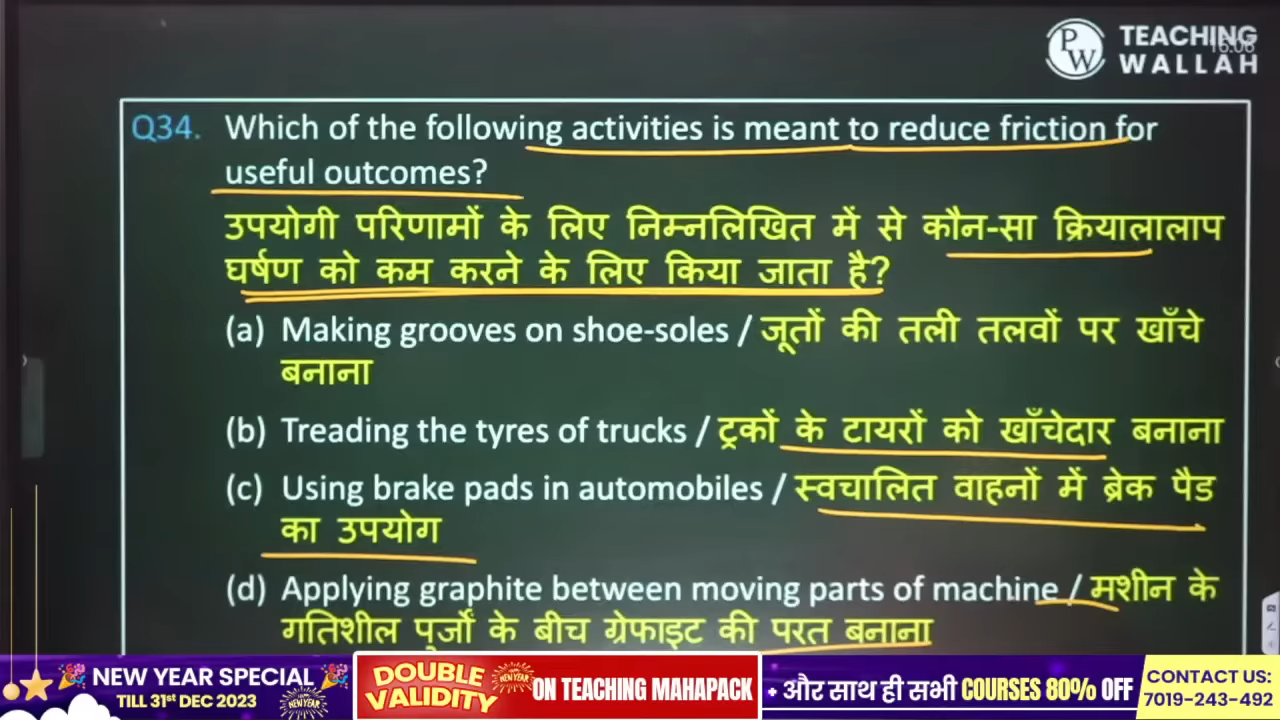 TEACHING
WALLAH
PW
16:06
Q34. Which of the following activities is meant to reduce friction for
useful outcomes?
उपयोगी परिणामों के लिए निम्नलिखित में से कौन-सा क्रियालालाप
घर्षण को कम करने के लिए किया जाता है?
(a) Making grooves on shoe-soles / जूतों की तली तलवों पर खाँचे
बनाना
(b) Treading the tyres of trucks / ट्रकों के टायरों को खाँचेदार बनाना
(c) Using brake pads in automobiles / स्वचालित वाहनों में ब्रेक पैड
का उपयोग
(d) Applying graphite between moving parts of machine / मशीन के
गतिशील पुर्जों के बीच ग्रेफाइट की परत बनाना
NEW YEAR SPECIAL
TILL 31st DEC 2023
DOUBLE
VALIDITY
ON TEACHING MAHAPACK
+ और साथ ही सभी COURSES 80% OFF
CONTACT US:
7019-243-492